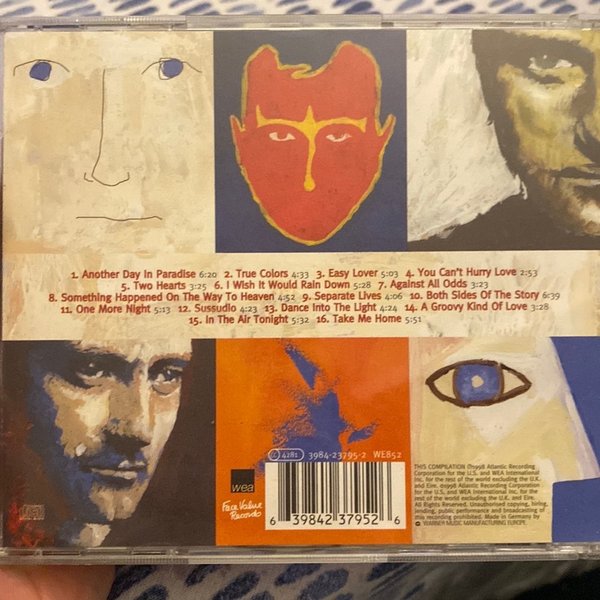 1. Another Day In Paradise 6:20 2. True Colors 4:33 3. Easy Lover 5:03 4. You Can't Hurry Love 2:53
5. Two Hearts 3:25 6. I Wish It Would Rain Down 5:28 7. Against All Odds 3:23
8. Something Happened On The Way To Heaven 4:52 9. Separate Lives 4:06 10. Both Sides Of The Story 6:39
11. One More Night 5:13 12. Sussudio 4:23 13. Dance Into The Light 4:24 14. A Groovy Kind Of Love 3:28
15. In The Air Tonight 5:32 16. Take Me Home 5:51
LC 4281 3984-23795-2 WE852
wea
Face Value
Records
6 39842 37952 6
THIS COMPILATION ℗1998 Atlantic Recording
Corporation for the U.S. and WEA International
Inc. for the rest of the world excluding the U.K.
and Eire. ©1998 Atlantic Recording Corporation
for the U.S. and WEA International Inc. for the
rest of the world excluding the U.K. and Eire.
All Rights Reserved. Unauthorised copying, hiring,
lending, public performance and broadcasting of
this recording prohibited. Made in Germany by
WARNER MUSIC MANUFACTURING EUROPE.